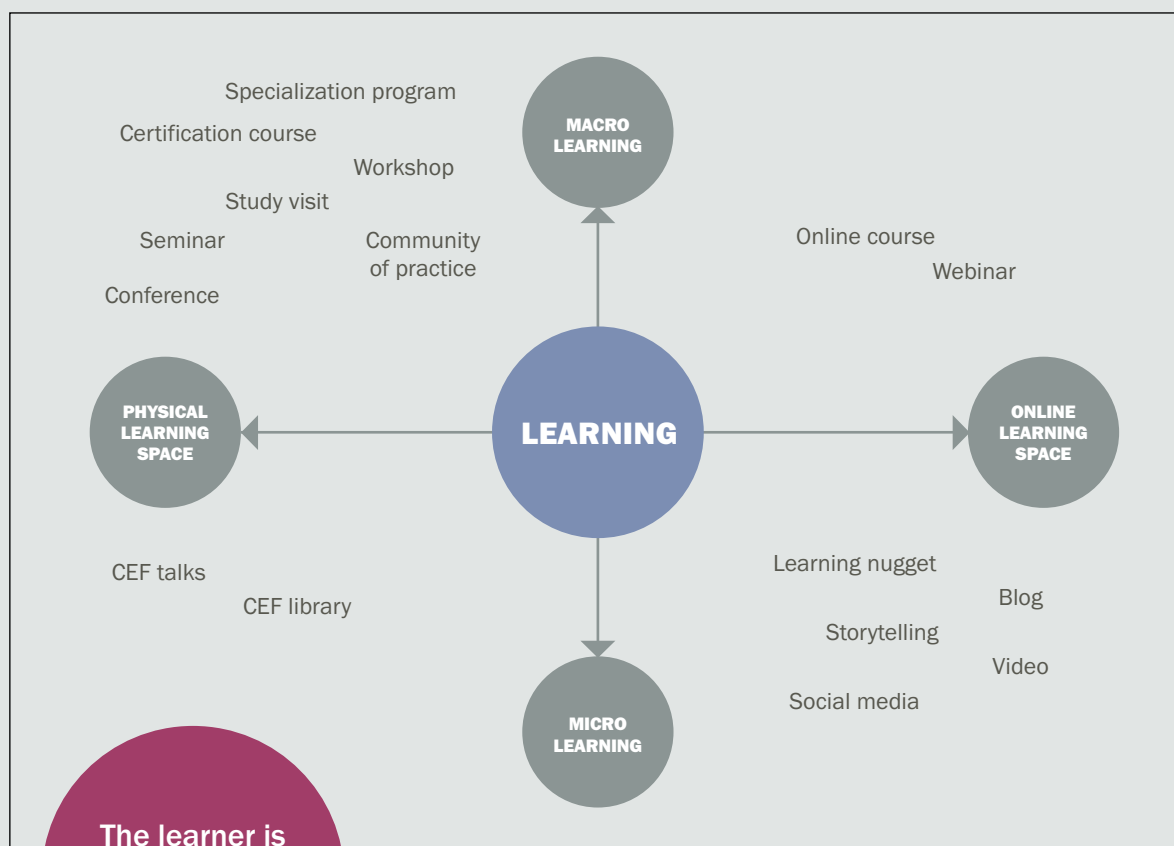 Specialization program
Certification course
Workshop
Study visit
Seminar
Community
of practice
Conference
MACRO
LEARNING
Online course
Webinar
PHYSICAL
LEARNING
SPACE
LEARNING
ONLINE
LEARNING
SPACE
CEF talks
CEF library
Learning nugget
Blog
Storytelling
Video
Social media
MICRO
LEARNING
The learner is